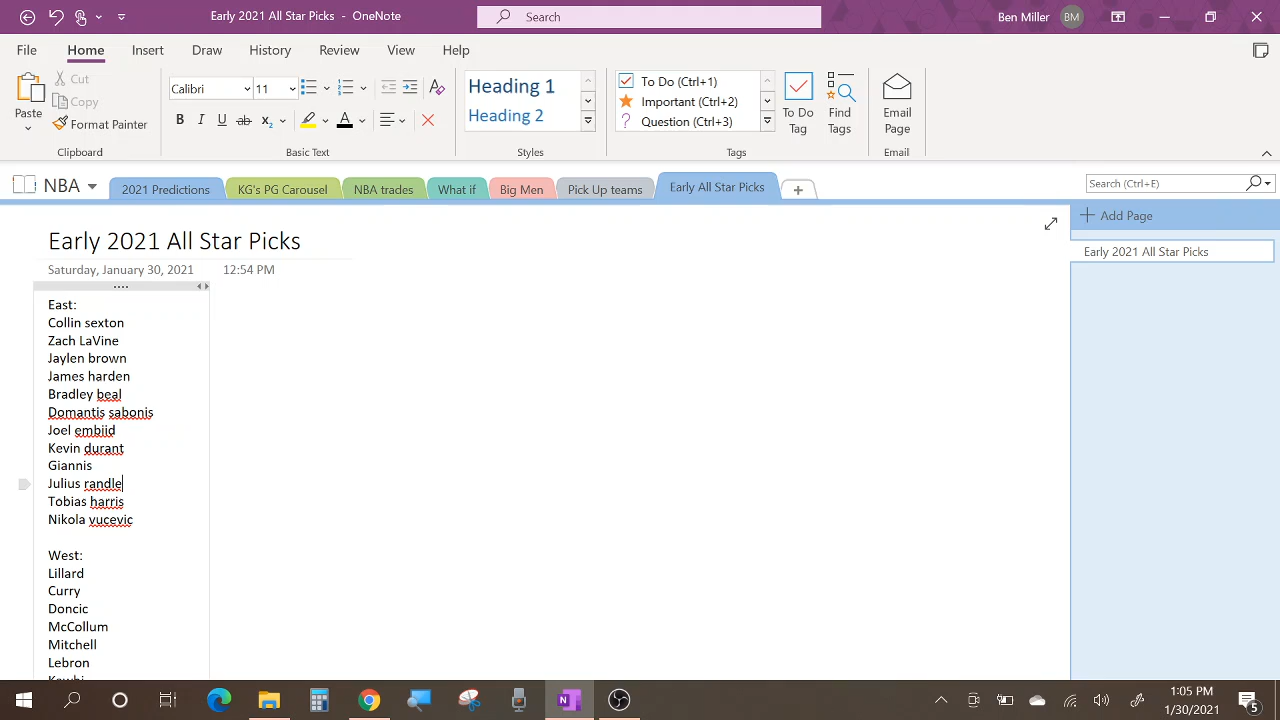 Early 2021 All Star Picks - OneNote
Search
Ben Miller
BM
File
Home
Insert
Draw
History
Review
View
Help
Paste
Cut
Copy
Format Painter
Clipboard
Calibri
11
B
I
U
ab
x₂
A
Basic Text
Heading 1
Heading 2
Styles
To Do (Ctrl+1)
Important (Ctrl+2)
? Question (Ctrl+3)
Tags
To Do
Tag
Find
Tags
Email
Page
Email
NBA
2021 Predictions
KG's PG Carousel
NBA trades
What if
Big Men
Pick Up teams
Early All Star Picks
Search (Ctrl+E)
Add Page
Early 2021 All Star Picks
Early 2021 All Star Picks
Saturday, January 30, 2021
12:54 PM
East:
Collin sexton
Zach LaVine
Jaylen brown
James harden
Bradley beal
Domantis sabonis
Joel embiid
Kevin durant
Giannis
Julius randle
Tobias harris
Nikola vucevic
West:
Lillard
Curry
Doncic
McCollum
Mitchell
Lebron
1:05 PM
1/30/2021
5